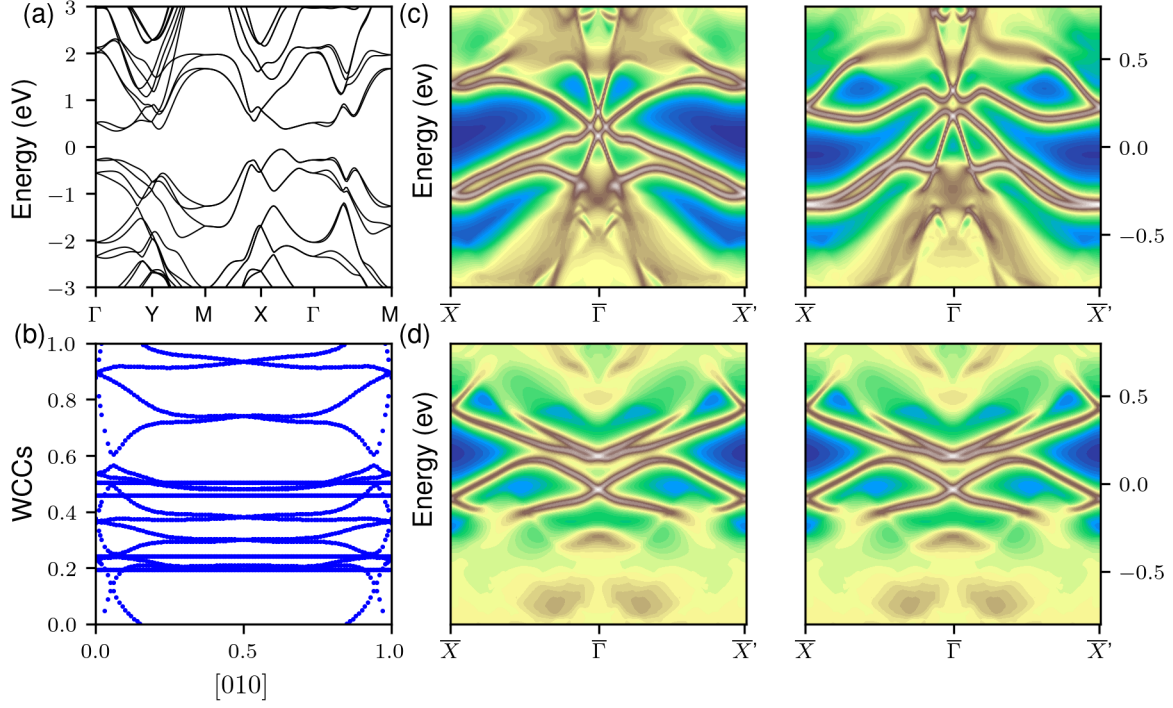 (a)
Energy (eV)
3
2
1
0
−1
−2
−3
Γ Y M X Γ M
(b)
WCCs
1.0
0.8
0.6
0.4
0.2
0.0
0.0 0.5 1.0
[010]
(c)
Energy (ev)
0.5
0.0
−0.5
X Γ X'
X Γ X'
(d)
Energy (ev)
0.5
0.0
−0.5
X Γ X'
X Γ X'